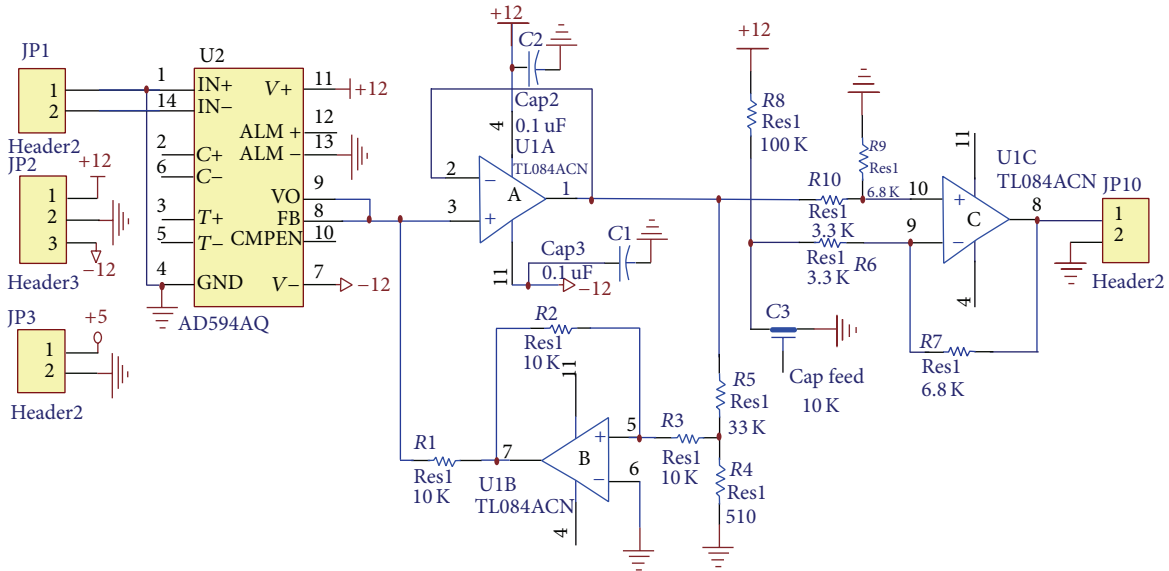 JP1
1
2
Header2
JP2
+12
1
2
3
-12
Header3
JP3
+5
1
2
Header2
U2
1
14
2
6
3
5
4
IN+
IN−
C+
C−
T+
T−
GND
V+
ALM +
ALM −
VO
FB
CMPEN
V−
11
12
13
9
8
10
7
+12
−12
AD594AQ
+12
C2
Cap2
0.1 uF
U1A
TL084ACN
4
2
3
−
+
A
1
11
Cap3
0.1 uF
C1
−12
R2
Res1
10 K
11
R1
Res1
10 K
7
B
+
−
5
6
U1B
TL084ACN
4
R3
Res1
10 K
R5
Res1
33 K
R4
Res1
510
+12
R8
Res1
100 K
R9
Res1
6.8 K
R10
Res1
3.3 K
Res1
3.3 K
R6
C3
Cap feed
10 K
10
9
+
−
C
11
4
U1C
TL084ACN
8
R7
Res1
6.8 K
JP10
1
2
Header2